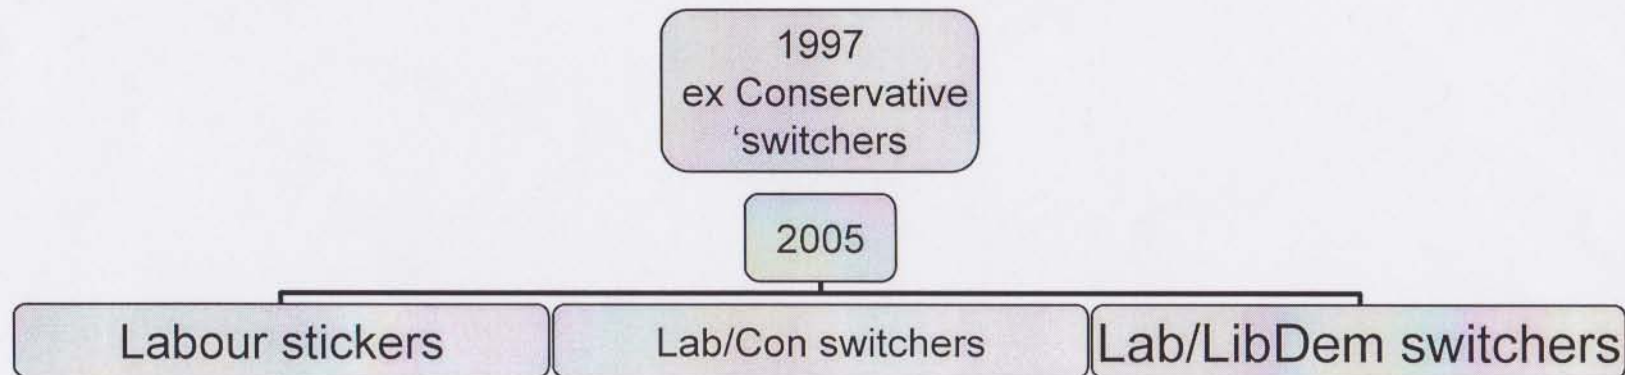 1997
ex Conservative
‘switchers
2005
Labour stickers
Lab/Con switchers
Lab/LibDem switchers